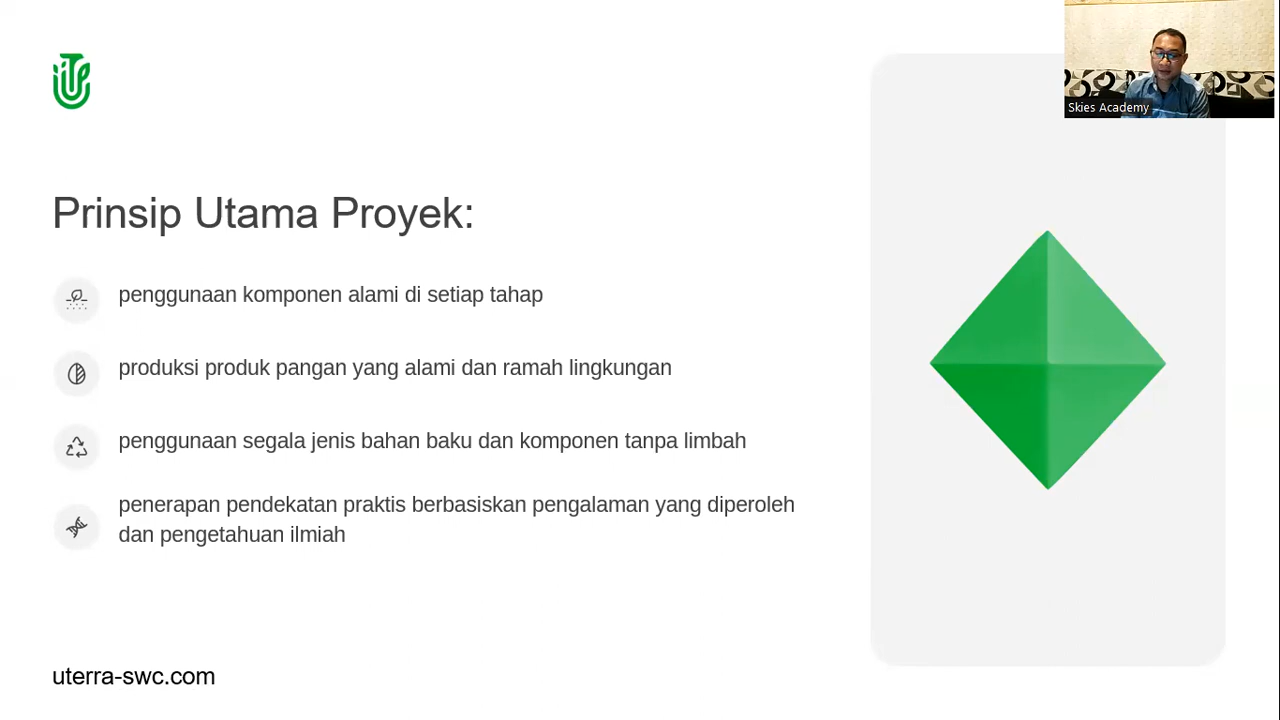 Skies Academy
Prinsip Utama Proyek:
penggunaan komponen alami di setiap tahap
produksi produk pangan yang alami dan ramah lingkungan
penggunaan segala jenis bahan baku dan komponen tanpa limbah
penerapan pendekatan praktis berbasiskan pengalaman yang diperoleh
dan pengetahuan ilmiah
uterra-swc.com